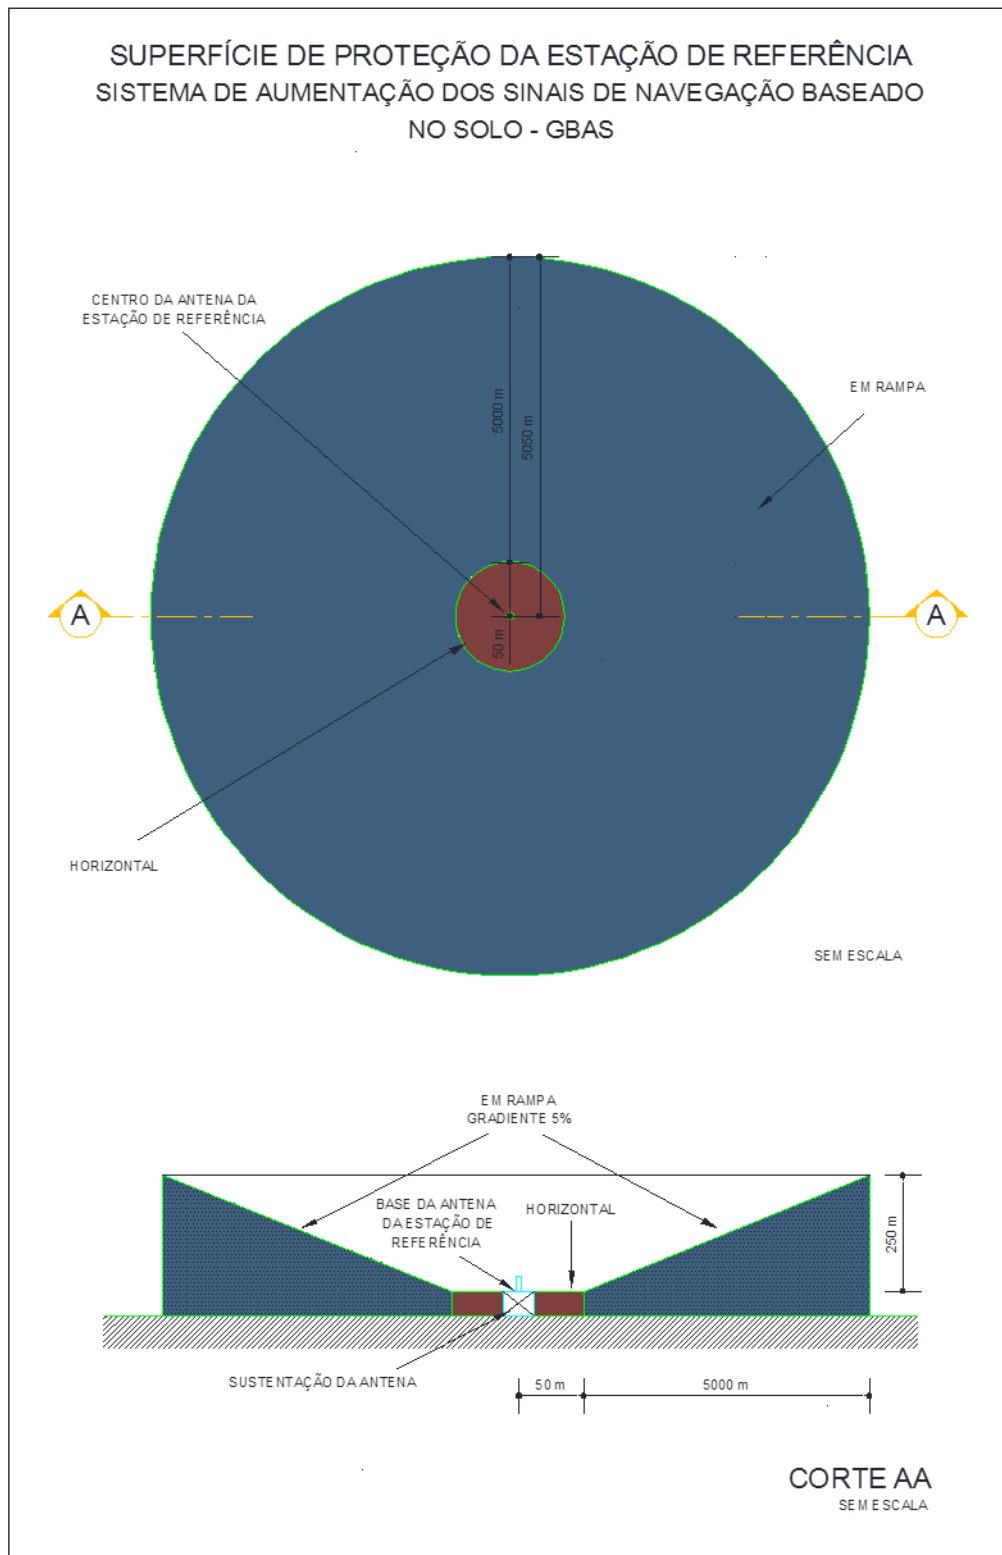 SUPERFÍCIE DE PROTEÇÃO DA ESTAÇÃO DE REFERÊNCIA
SISTEMA DE AUMENTAÇÃO DOS SINAIS DE NAVEGAÇÃO BASEADO
NO SOLO - GBAS
CENTRO DA ANTENA DA
ESTAÇÃO DE REFERÊNCIA
EM RAMPA
5000 m
5050 m
A
A
50 m
HORIZONTAL
SEM ESCALA
EM RAMPA
GRADIENTE 5%
BASE DA ANTENA
DA ESTAÇÃO DE
REFERÊNCIA
HORIZONTAL
250 m
SUSTENTAÇÃO DA ANTENA
50 m
5000 m
CORTE AA
SEM ESCALA